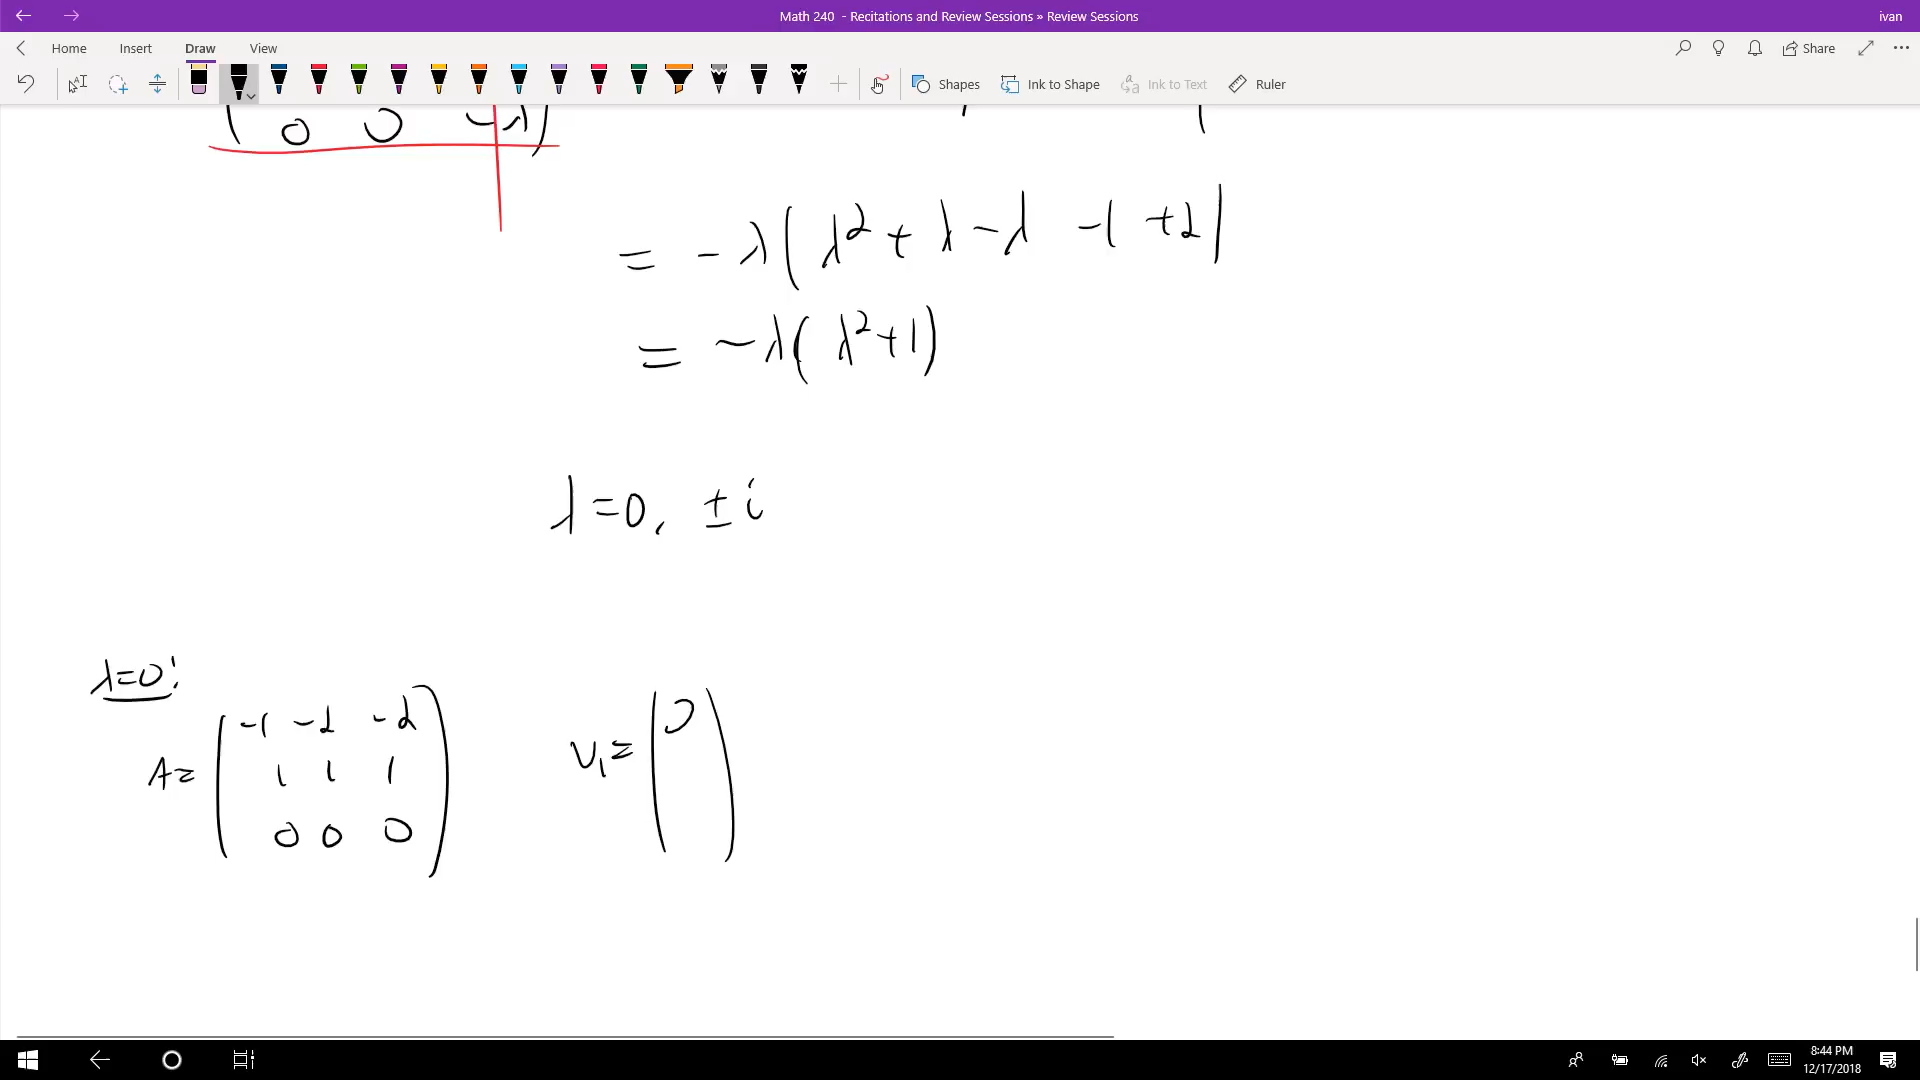 Math 240 - Recitations and Review Sessions » Review Sessions
ivan
Home Insert Draw View
Share
Shapes Ink to Shape Ink to Text Ruler
0 0 -λ
= -λ( λ² + λ - λ -1 +2)
= -λ( λ²+1)
λ=0, ±i
λ=0:
-1 -2 -2
A= 1 1 1
0 0 0
V₁= 0
8:44 PM
12/17/2018